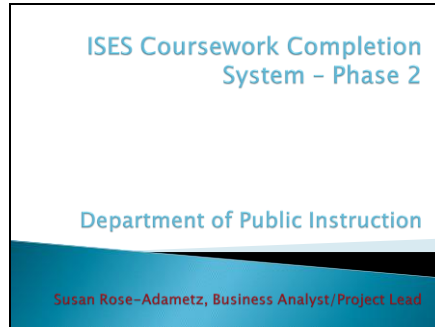 ISES Coursework Completion
System – Phase 2
Department of Public Instruction
Susan Rose-Adametz, Business Analyst/Project Lead